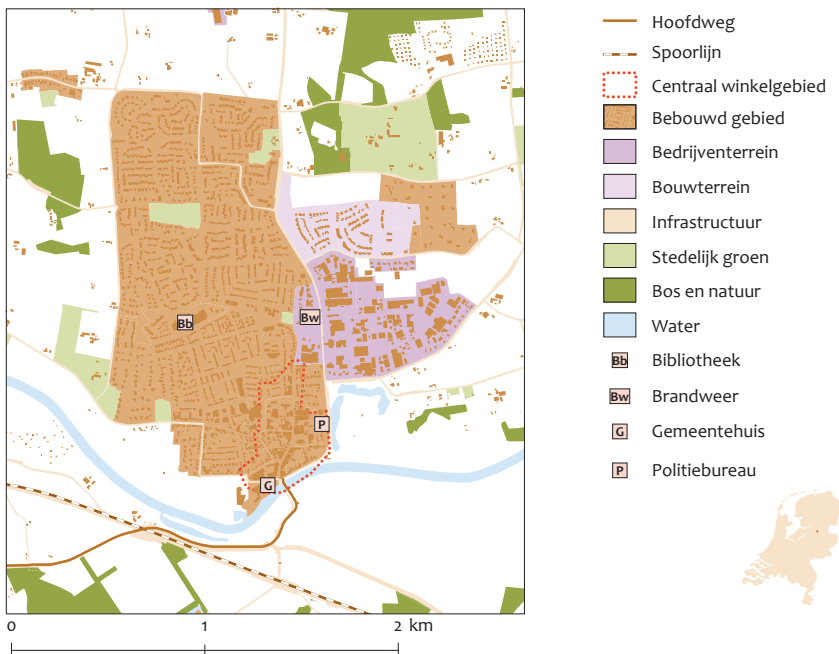 Hoofdweg
Spoorlijn
Centraal winkelgebied
Bebouwd gebied
Bedrijventerrein
Bouwterrein
Infrastructuur
Stedelijk groen
Bos en natuur
Water
Bb Bibliotheek
Bw Brandweer
G Gemeentehuis
P Politiebureau
Bb
Bw
P
G
0 1 2 km